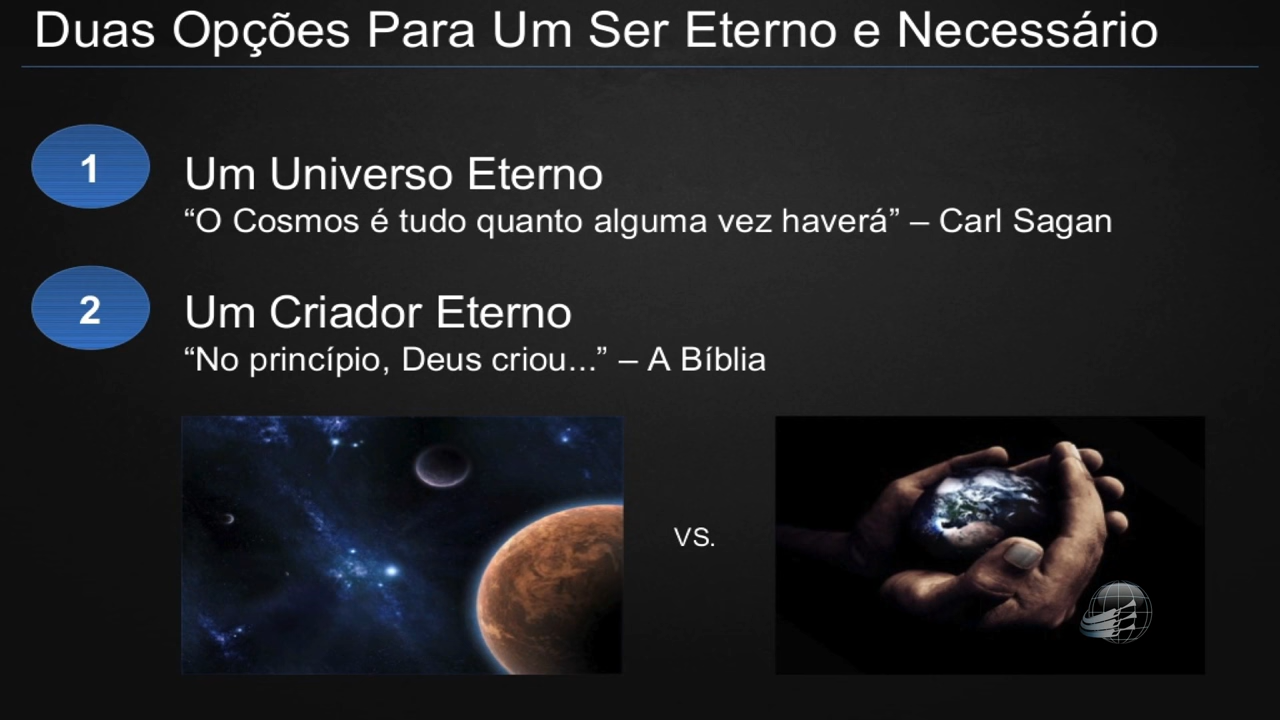 Duas Opções Para Um Ser Eterno e Necessário
1
Um Universo Eterno
“O Cosmos é tudo quanto alguma vez haverá” – Carl Sagan
2
Um Criador Eterno
“No princípio, Deus criou...” – A Bíblia
vs.